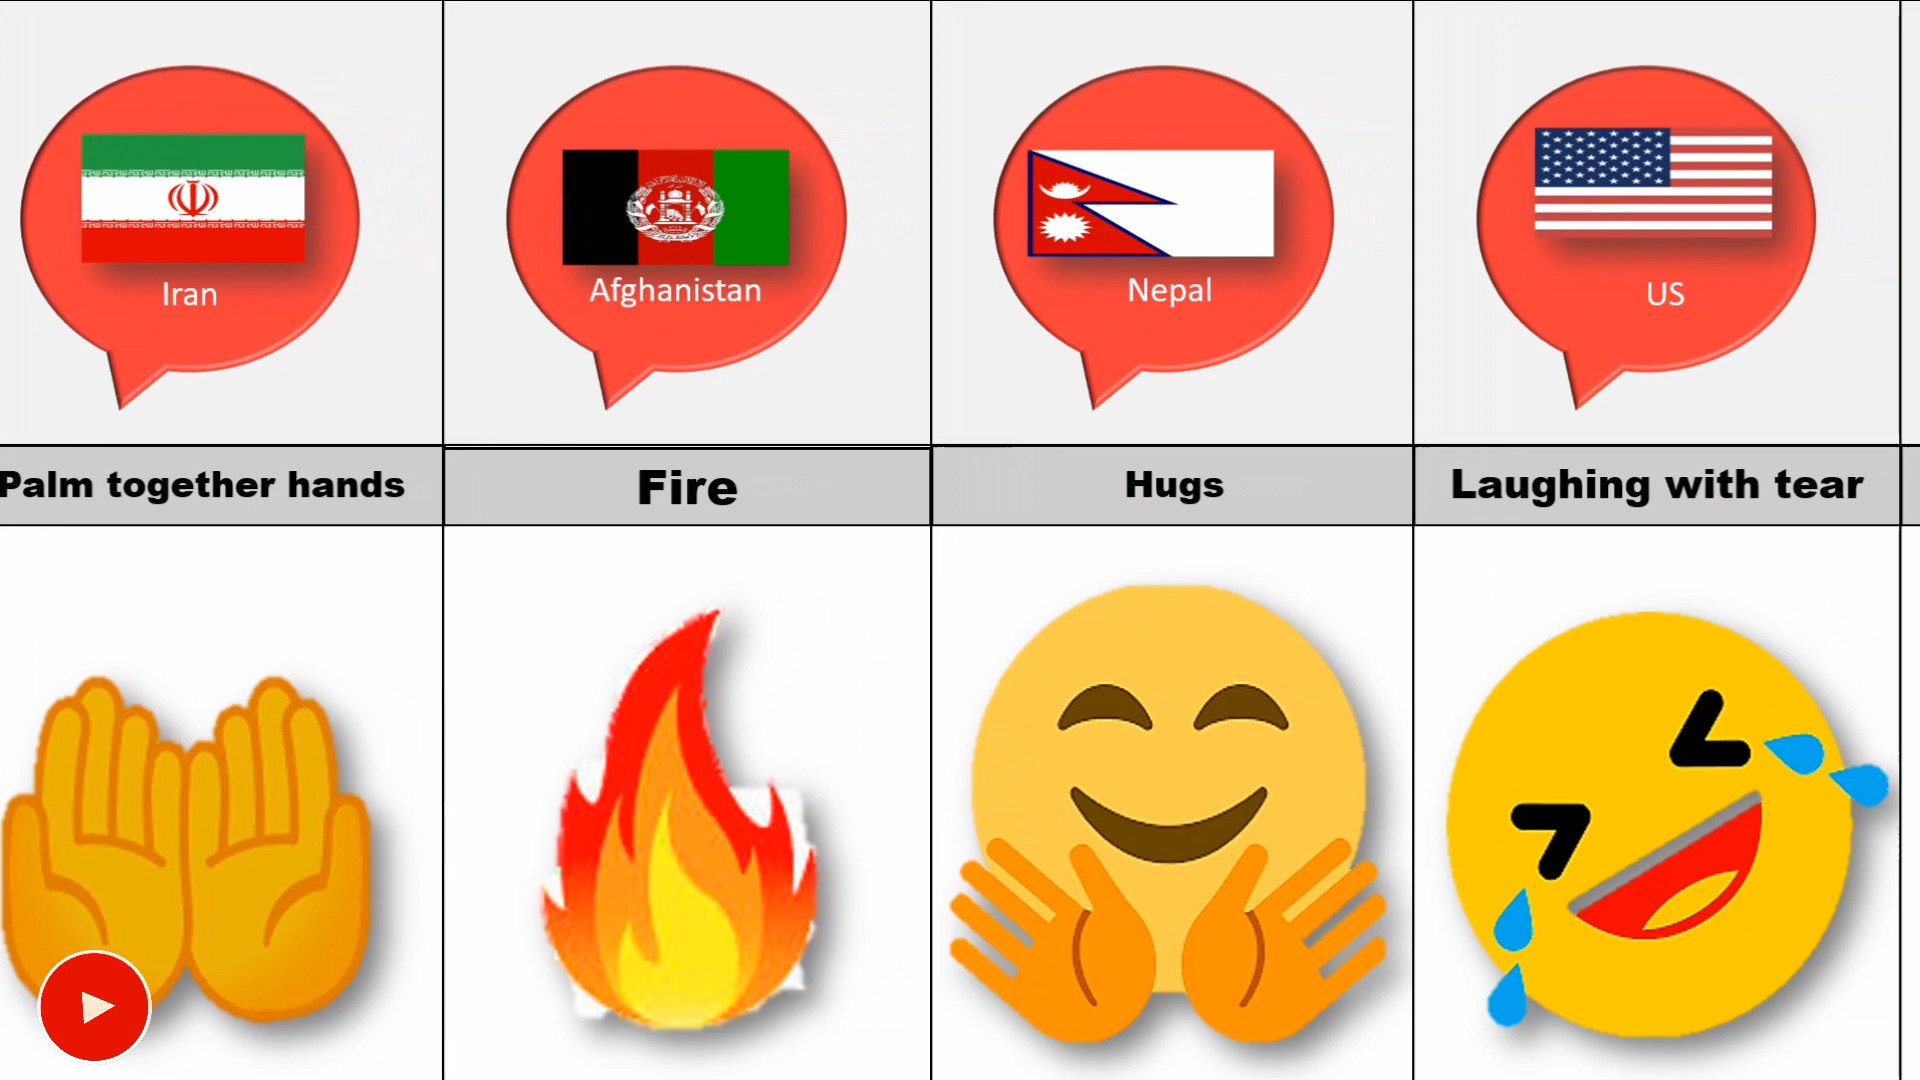 Iran
Afghanistan
Nepal
US
Palm together hands
Fire
Hugs
Laughing with tear